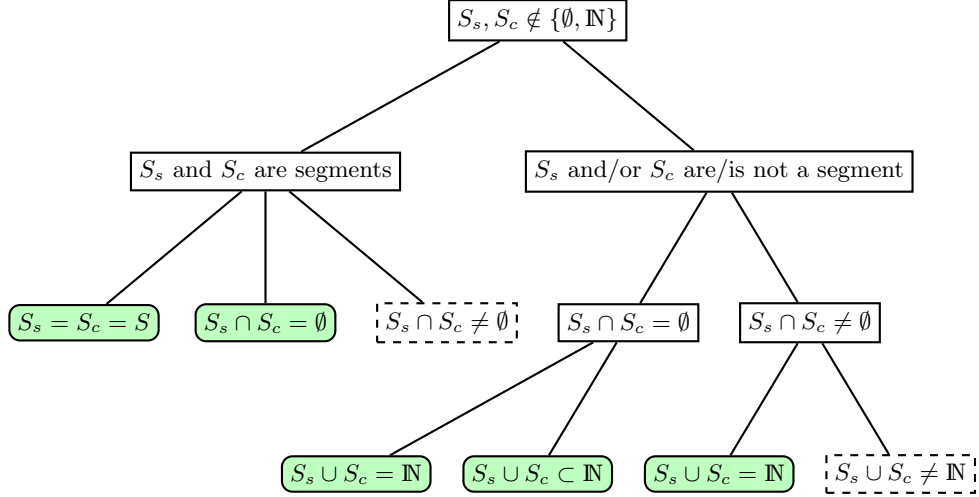 S_s, S_c ∉ {∅, ℕ}
S_s and S_c are segments
S_s and/or S_c are/is not a segment
S_s = S_c = S
S_s ∩ S_c = ∅
S_s ∩ S_c ≠ ∅
S_s ∩ S_c = ∅
S_s ∩ S_c ≠ ∅
S_s ∪ S_c = ℕ
S_s ∪ S_c ⊂ ℕ
S_s ∪ S_c = ℕ
S_s ∪ S_c ≠ ℕ